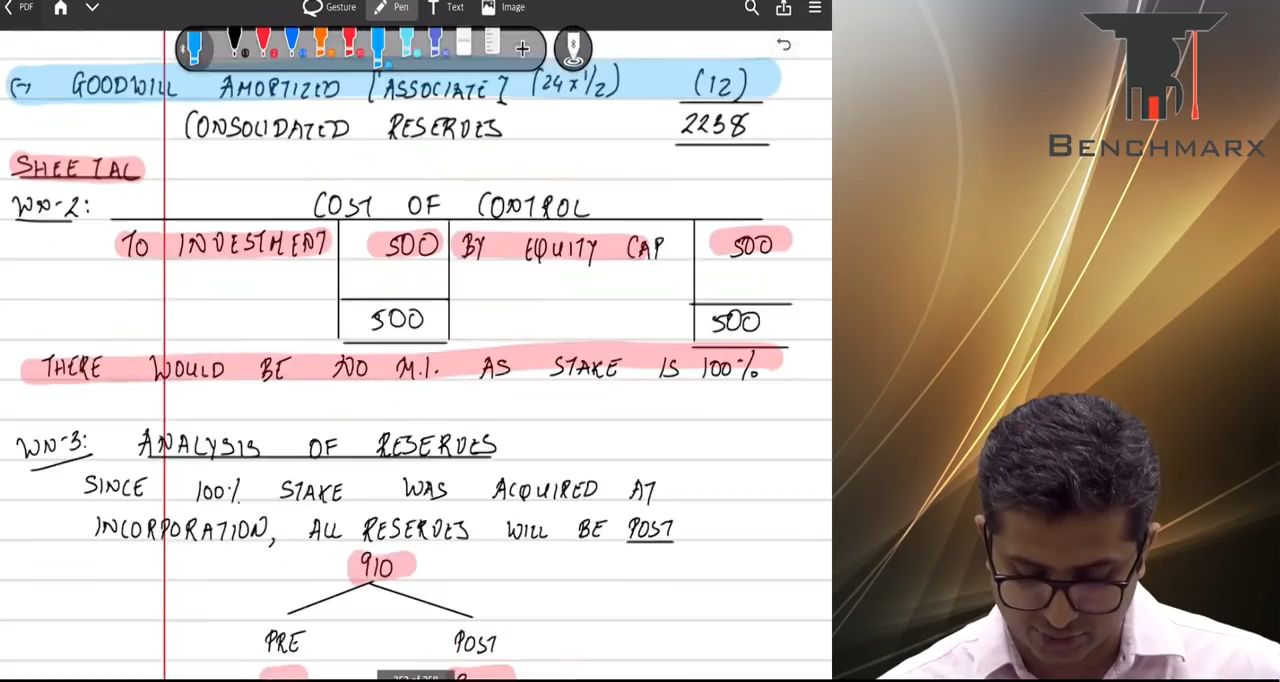 PDF
Gesture
Pen
Text
Image
(-) GOODWILL AMORTIZED [ASSOCIATE] (24 x 1/2) (12)
CONSOLIDATED RESERVES 2258
SHEETAL
WN-2: COST OF CONTROL
TO INVESTMENT 500 BY EQUITY CAP 500
500 500
THERE WOULD BE NO M.I. AS STAKE IS 100%
WN-3: ANALYSIS OF RESERVES
SINCE 100% STAKE WAS ACQUIRED AT
INCORPORATION, ALL RESERVES WILL BE POST
910
PRE POST
BENCHMARX